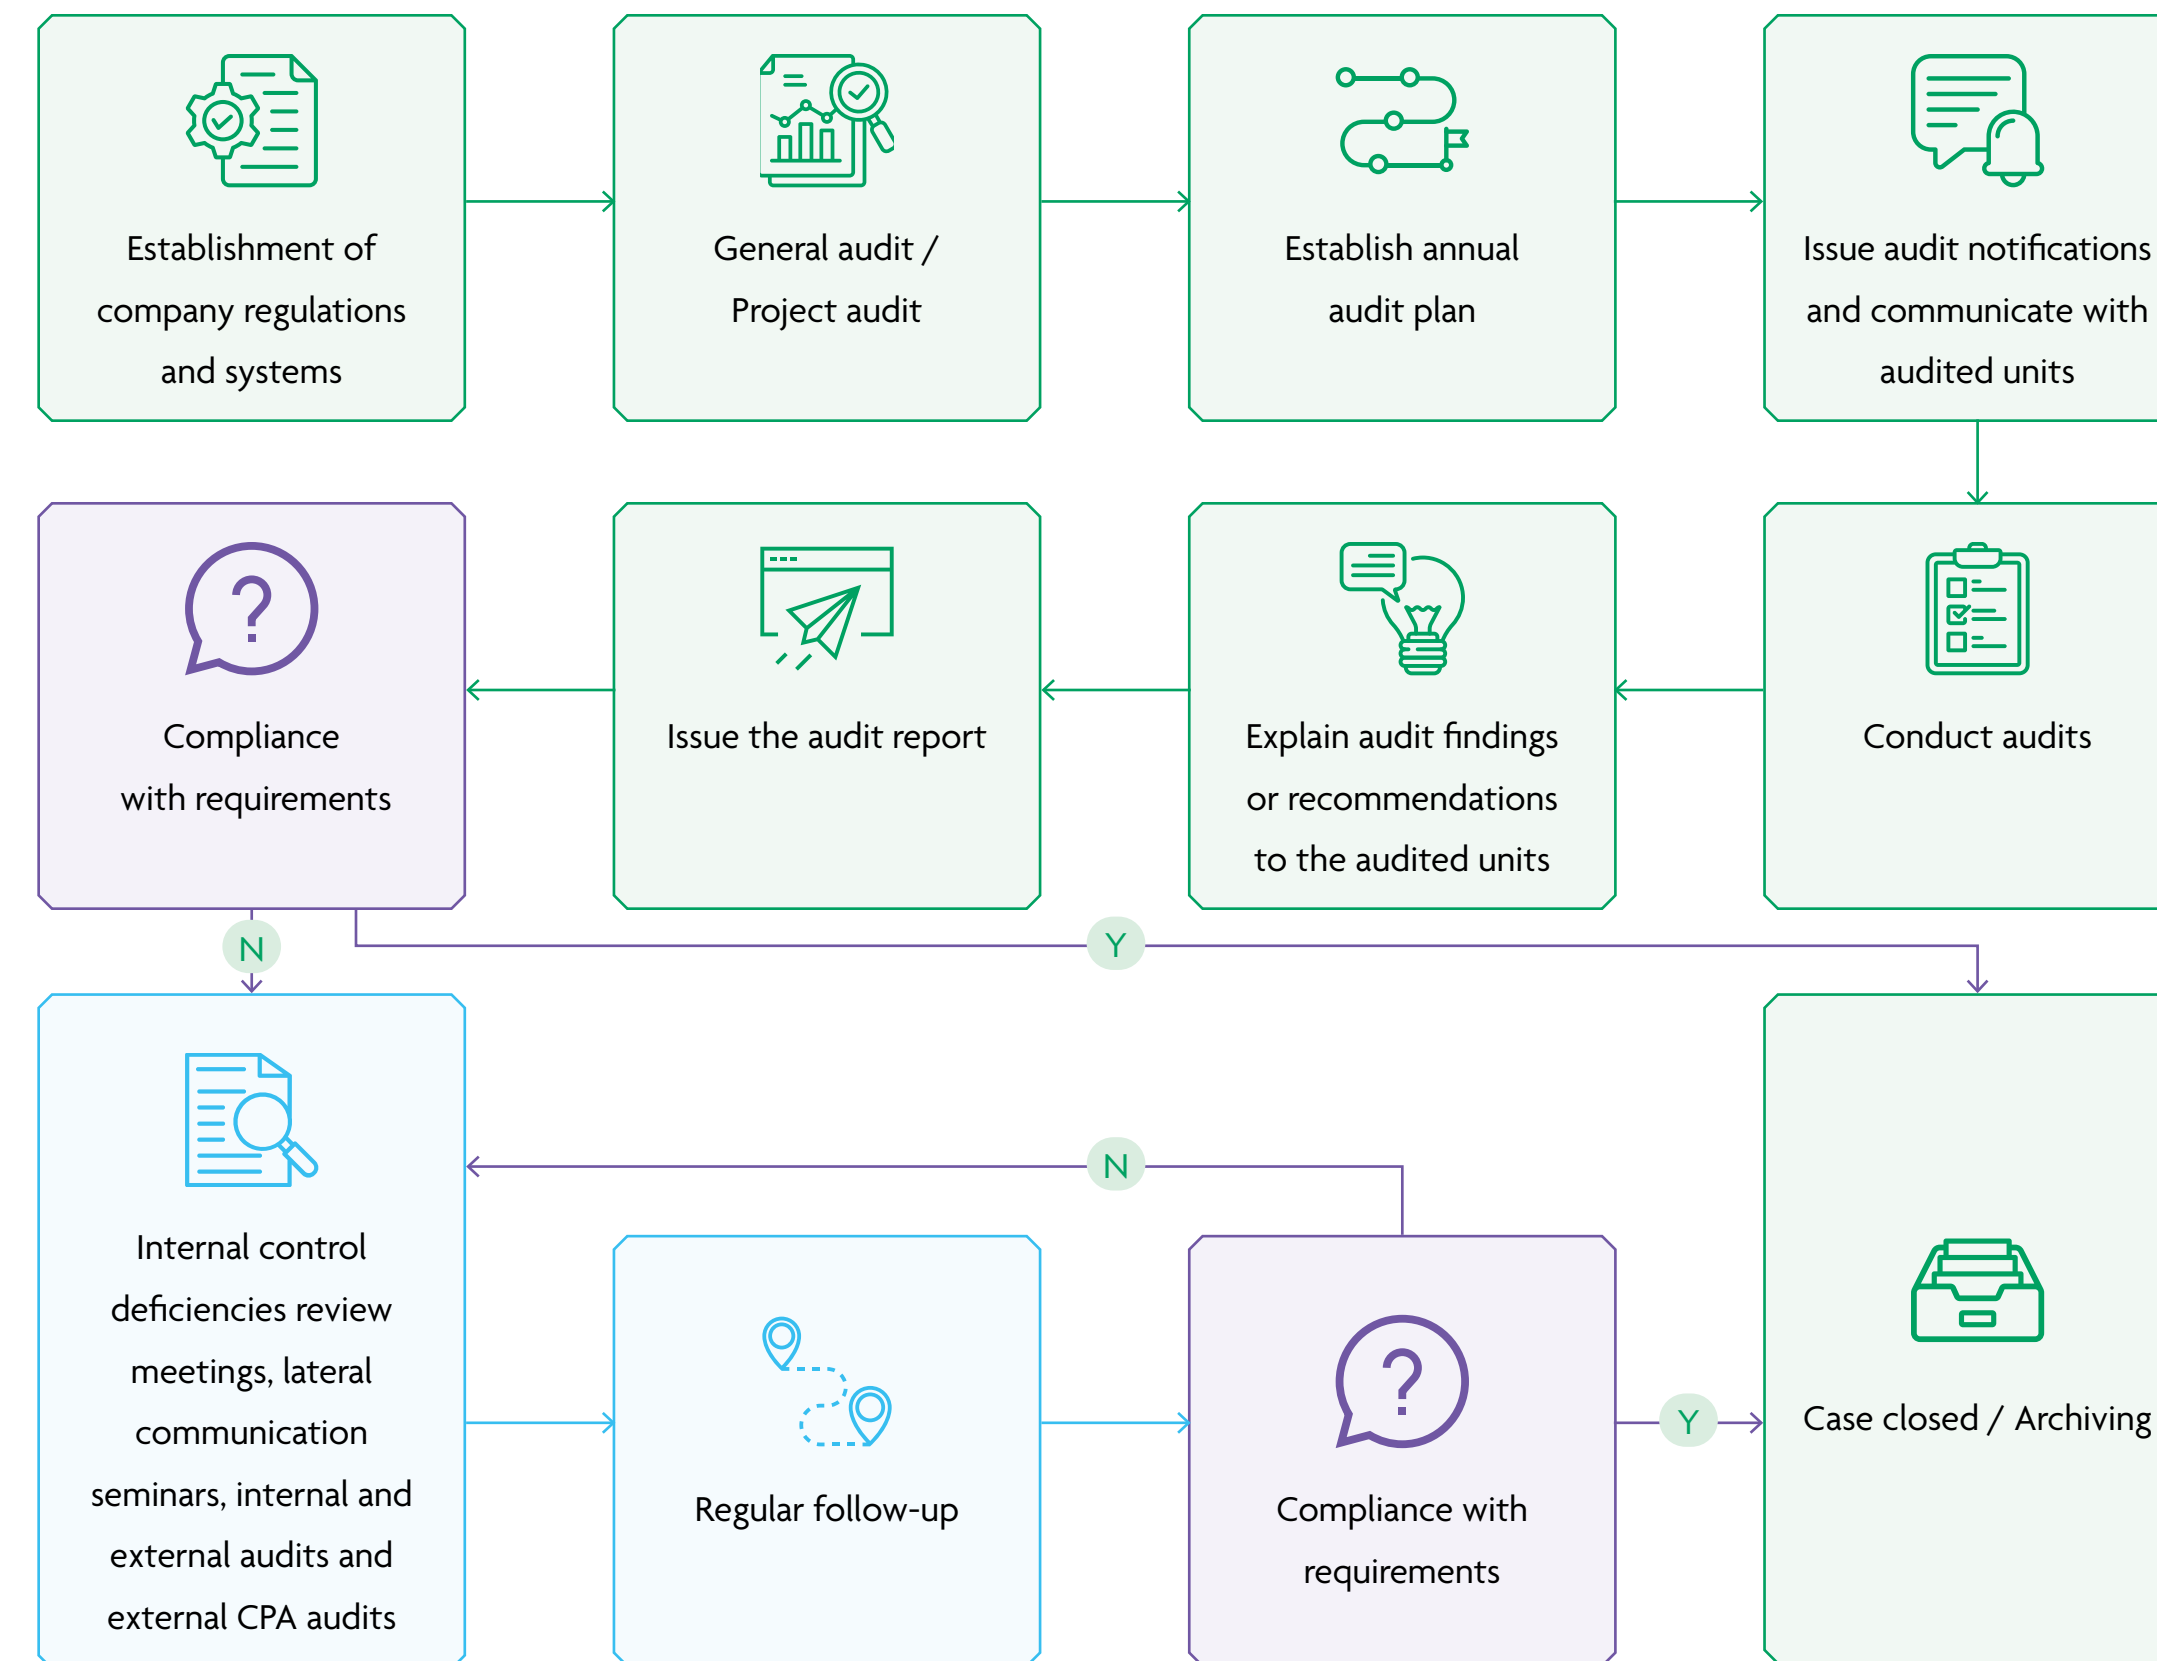 Establishment of
company regulations
and systems
General audit /
Project audit
Establish annual
audit plan
Issue audit notifications
and communicate with
audited units
Compliance
with requirements
Issue the audit report
Explain audit findings
or recommendations
to the audited units
Conduct audits
N
Y
Internal control
deficiencies review
meetings, lateral
communication
seminars, internal and
external audits and
external CPA audits
N
Regular follow-up
Compliance with
requirements
Y
Case closed / Archiving